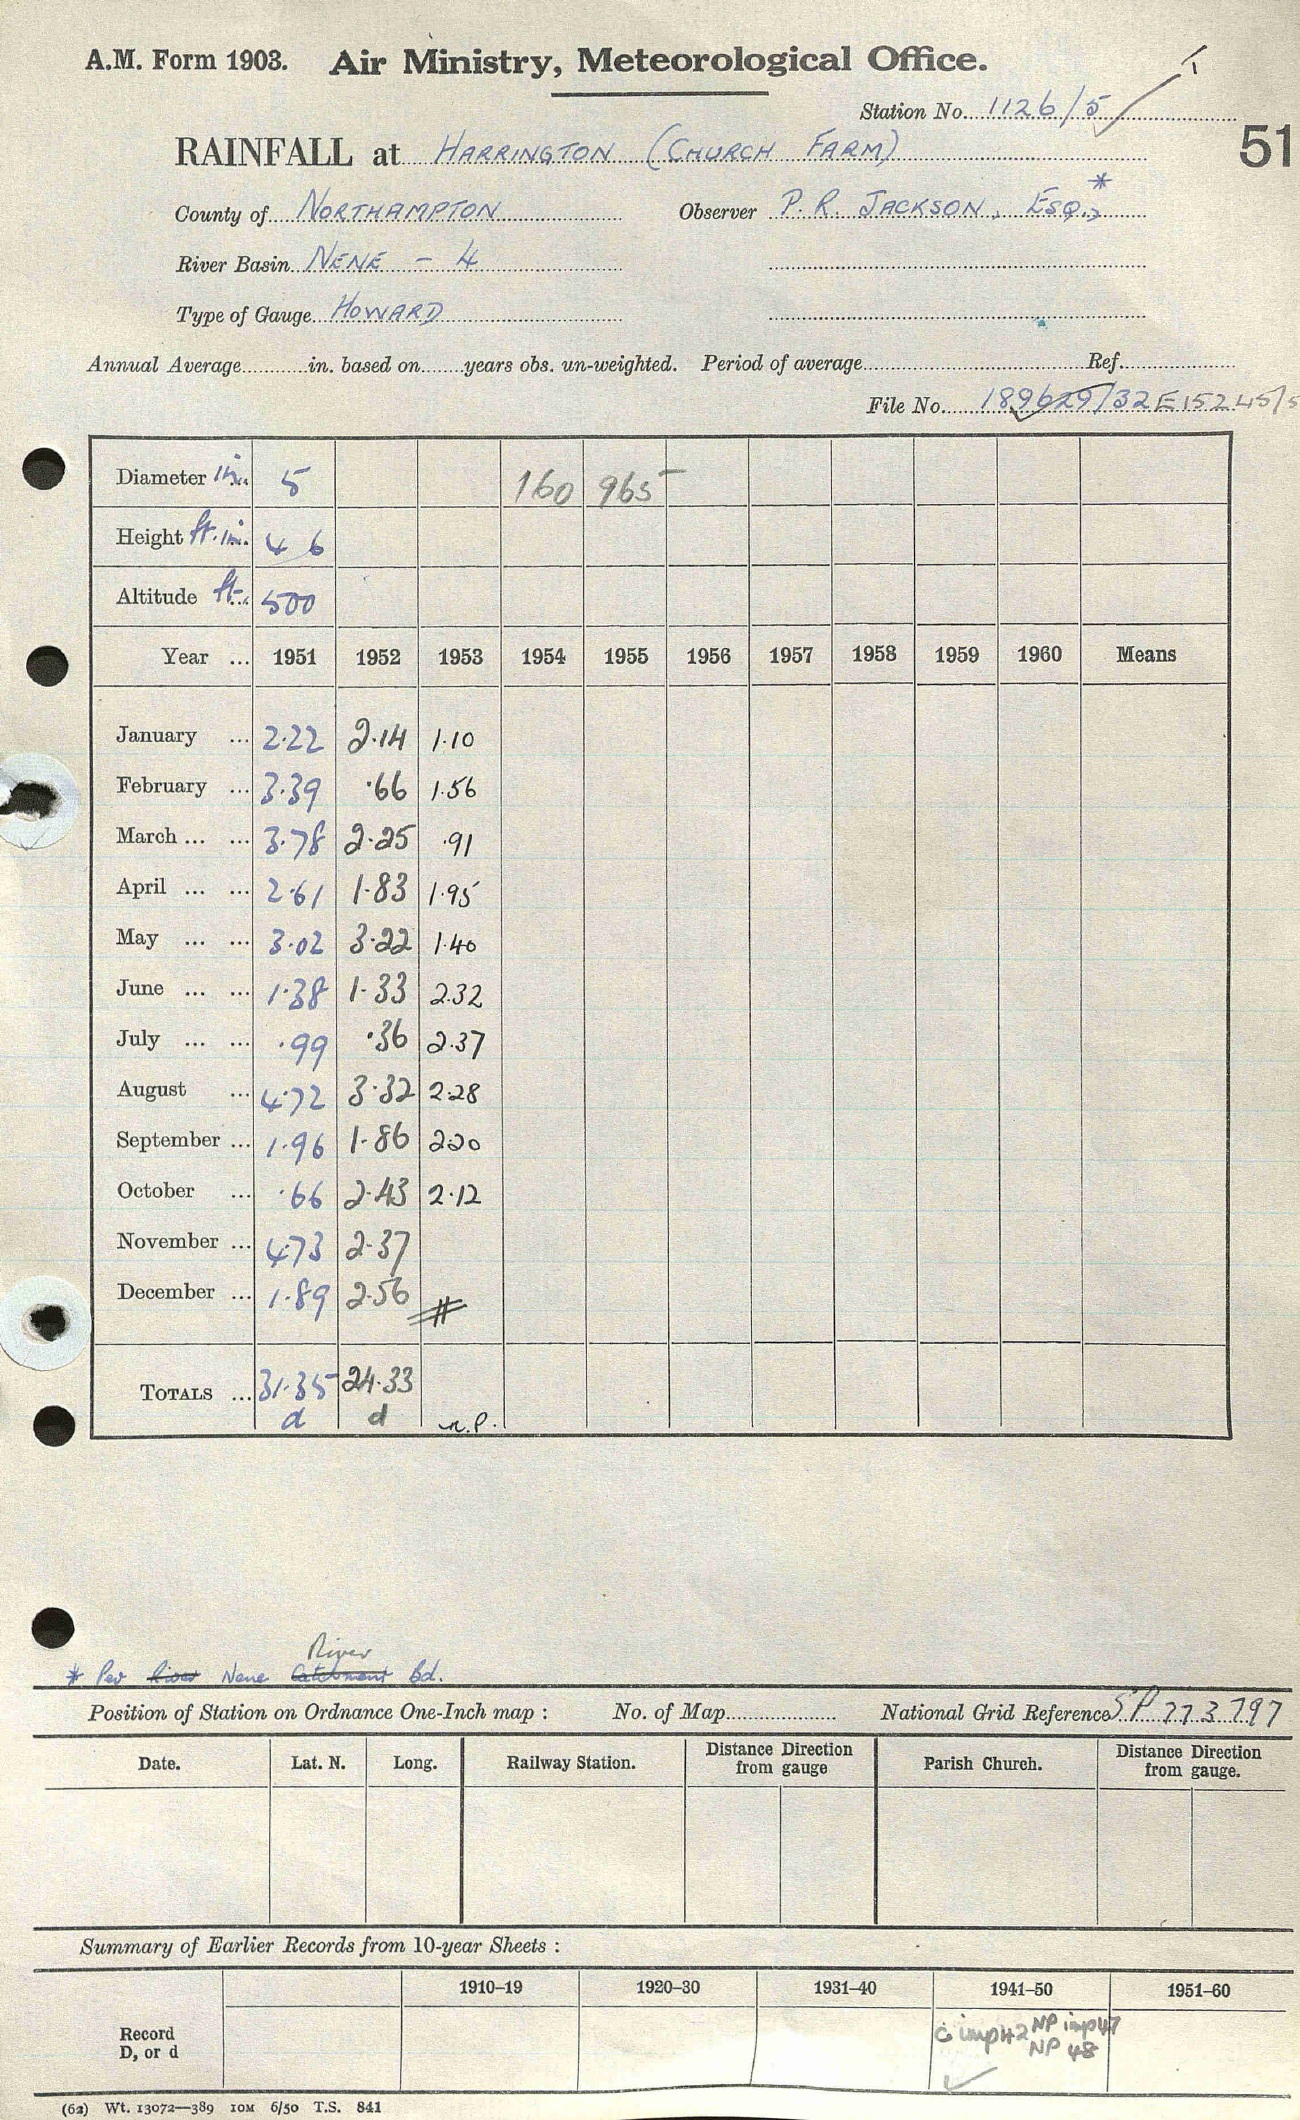 A.M. Form 1903. Air Ministry, Meteorological Office.
Station No. 1126/5
51
RAINFALL at HARRINGTON (CHURCH FARM)
County of NORTHAMPTON Observer P. R. JACKSON, ESQ., *
River Basin NENE - 4
Type of Gauge HOWARD
Annual Average in. based on years obs. un-weighted. Period of average Ref.
File No. 189629/32 E15245/5
Diameter in. 5 160 965
Height ft. in. 4 6
Altitude ft. 500
Year ... 1951 1952 1953 1954 1955 1956 1957 1958 1959 1960 Means
January ... 2.22 2.14 1.10
February ... 3.39 .66 1.56
March ... ... 3.78 2.25 .91
April ... ... 2.61 1.83 1.95
May ... ... 3.02 3.22 1.40
June ... ... 1.38 1.33 2.32
July ... ... .99 .36 2.37
August ... 4.72 3.32 2.28
September ... 1.96 1.86 2.20
October ... .66 2.43 2.12
November ... 4.73 2.37
December ... 1.89 2.56 #
TOTALS ... 31.35 24.33
d d n.p.
River
* Per River Nene Catchment Bd.
Position of Station on Ordnance One-Inch map : No. of Map National Grid Reference SP 773797
Date. Lat. N. Long. Railway Station. Distance Direction from gauge Parish Church. Distance Direction from gauge.
Summary of Earlier Records from 10-year Sheets :
1910-19 1920-30 1931-40 1941-50 1951-60
Record
D, or d
imp42 NP imp47
NP 48
(62) Wt. 13072—389 10M 6/50 T.S. 841